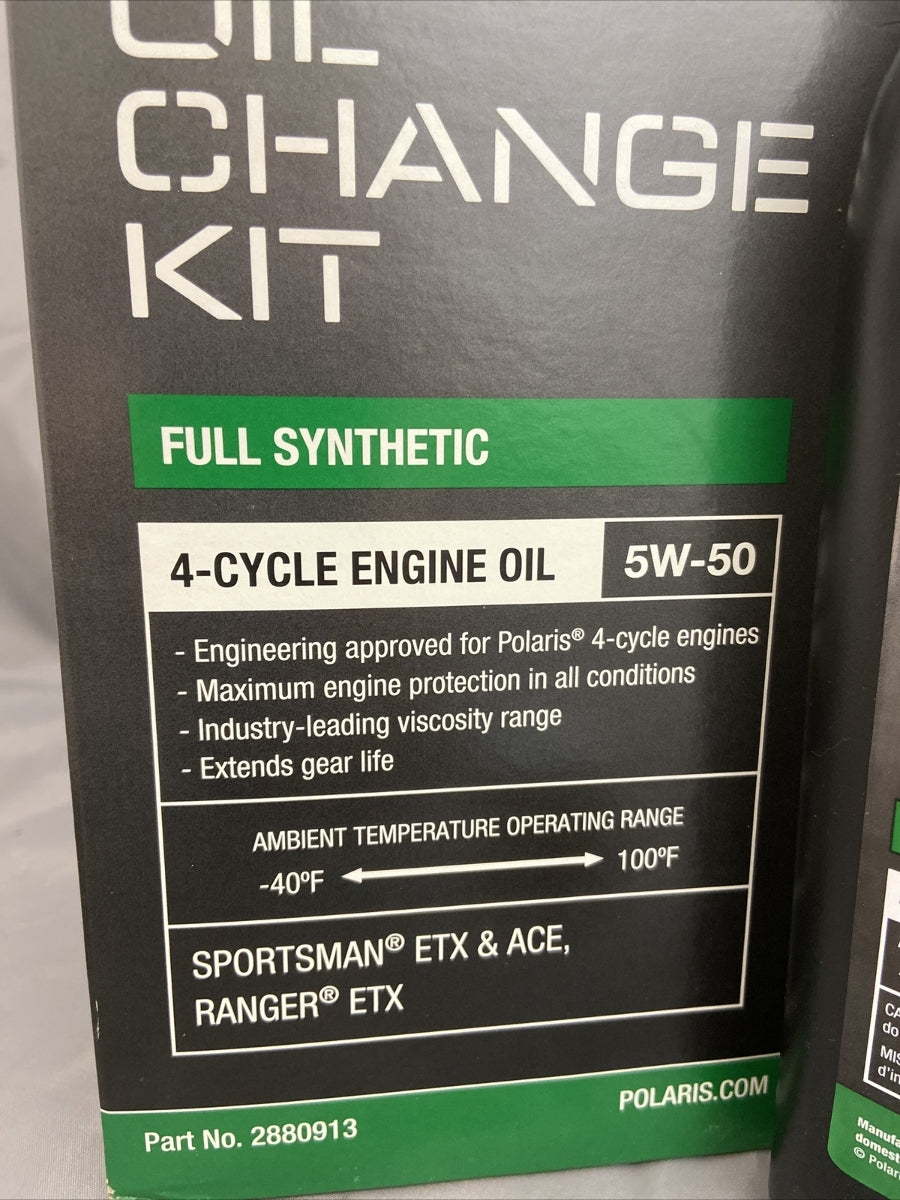 OIL
CHANGE
KIT
FULL SYNTHETIC
4-CYCLE ENGINE OIL 5W-50
- Engineering approved for Polaris® 4-cycle engines
- Maximum engine protection in all conditions
- Industry-leading viscosity range
- Extends gear life
AMBIENT TEMPERATURE OPERATING RANGE
-40ºF 100ºF
SPORTSMAN® ETX & ACE,
RANGER® ETX
POLARIS.COM
Part No. 2880913
do
d'in
©